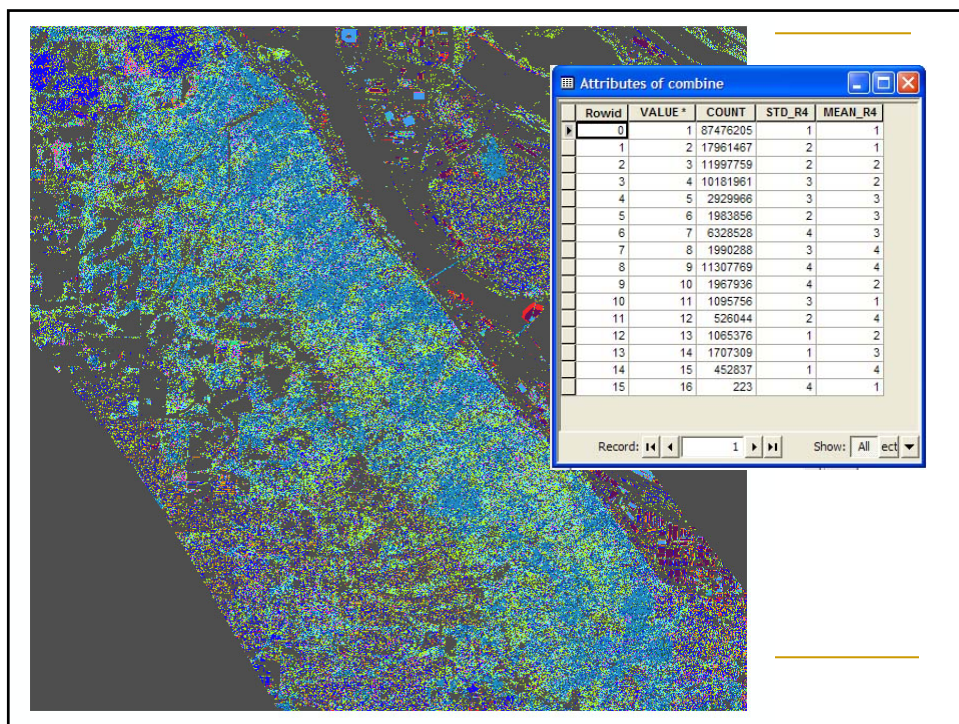 Attributes of combine
Rowid VALUE * COUNT STD_R4 MEAN_R4
0 1 87476205 1 1
1 2 17961467 2 1
2 3 11997759 2 2
3 4 10181961 3 2
4 5 2929966 3 3
5 6 1983856 2 3
6 7 6328528 4 3
7 8 1990288 3 4
8 9 11307769 4 4
9 10 1967936 4 2
10 11 1095756 3 1
11 12 526044 2 4
12 13 1065376 1 2
13 14 1707309 1 3
14 15 452837 1 4
15 16 223 4 1
Record: 1 Show: All ect